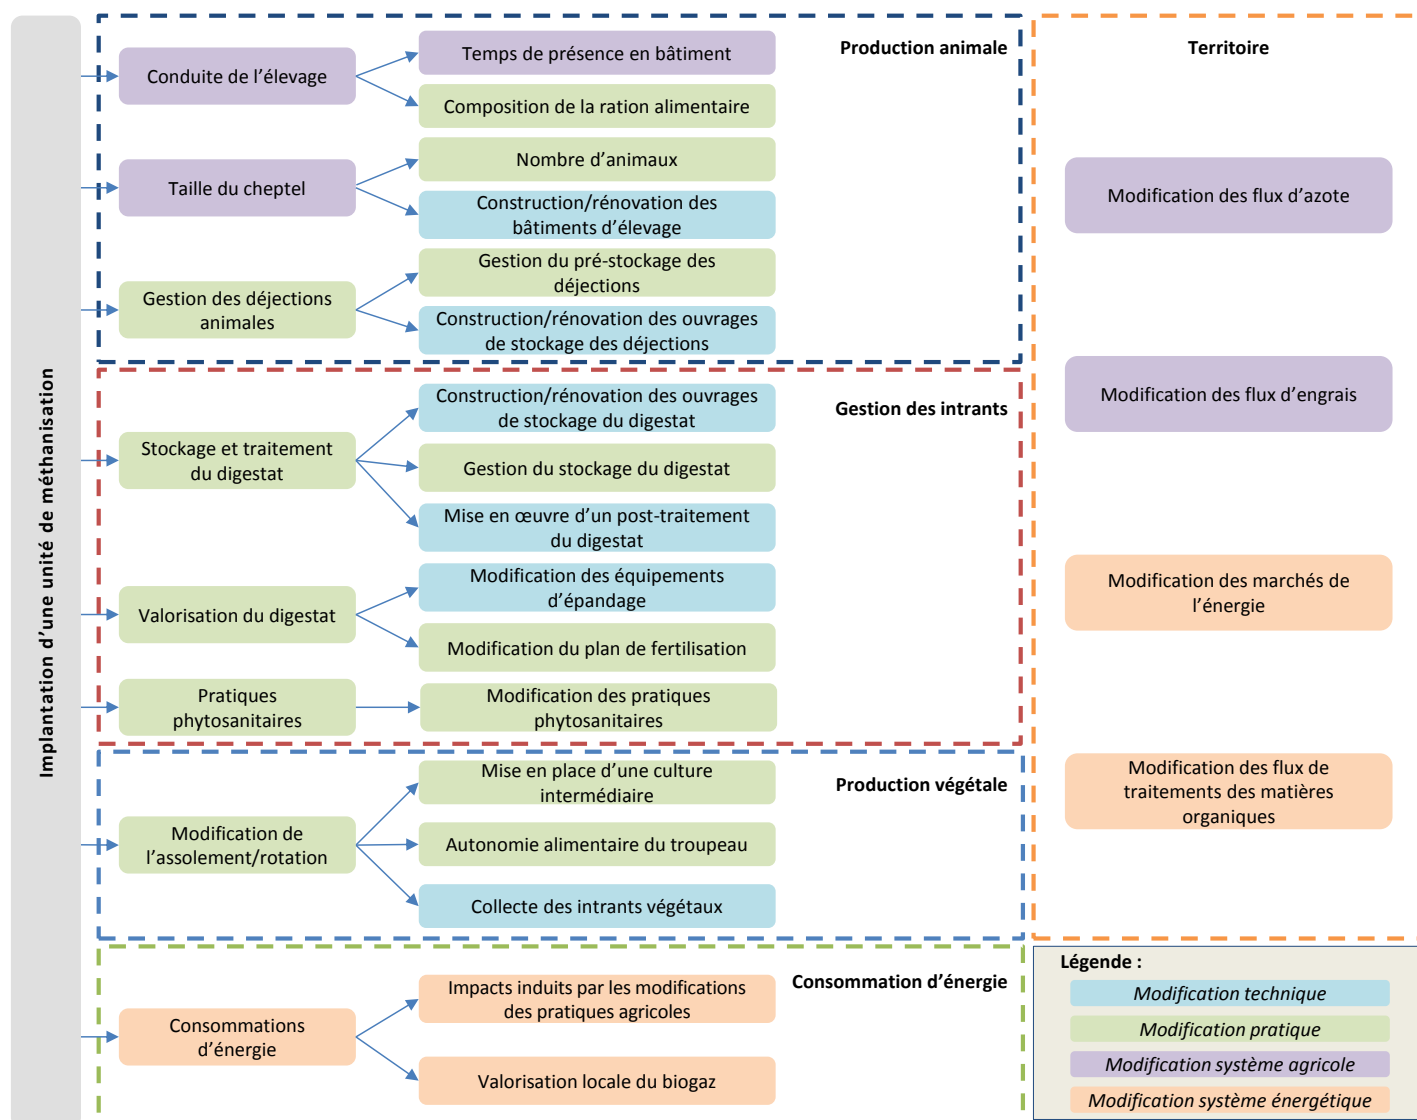 Implantation d’une unité de méthanisation
Production animale
Conduite de l’élevage
Temps de présence en bâtiment
Composition de la ration alimentaire
Taille du cheptel
Nombre d’animaux
Construction/rénovation des
bâtiments d’élevage
Gestion des déjections
animales
Gestion du pré-stockage des
déjections
Construction/rénovation des ouvrages
de stockage des déjections
Gestion des intrants
Stockage et traitement
du digestat
Construction/rénovation des ouvrages
de stockage du digestat
Gestion du stockage du digestat
Mise en œuvre d’un post-traitement
du digestat
Valorisation du digestat
Modification des équipements
d’épandage
Modification du plan de fertilisation
Pratiques
phytosanitaires
Modification des pratiques
phytosanitaires
Production végétale
Modification de
l’assolement/rotation
Mise en place d’une culture
intermédiaire
Autonomie alimentaire du troupeau
Collecte des intrants végétaux
Consommation d’énergie
Consommations
d’énergie
Impacts induits par les modifications
des pratiques agricoles
Valorisation locale du biogaz
Territoire
Modification des flux d’azote
Modification des flux d’engrais
Modification des marchés de
l’énergie
Modification des flux de
traitements des matières
organiques
Légende :
Modification technique
Modification pratique
Modification système agricole
Modification système énergétique